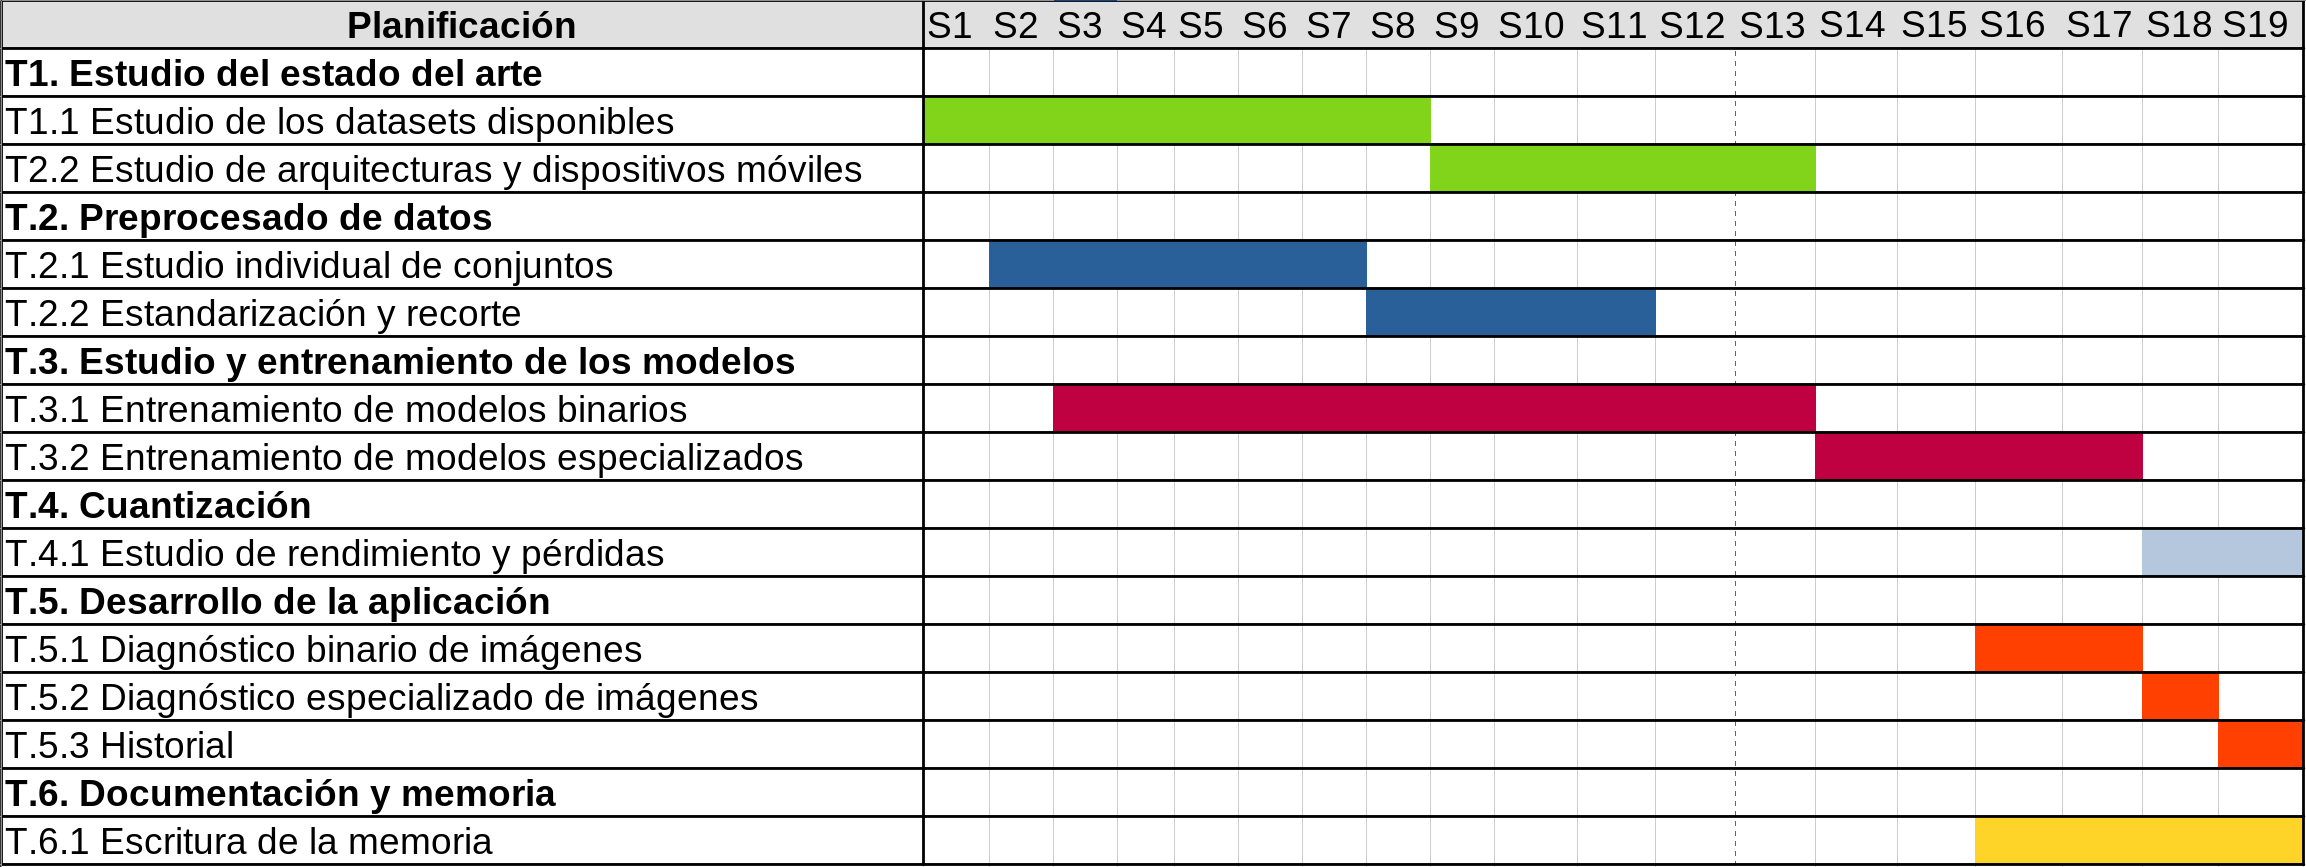 Planificación S1 S2 S3 S4 S5 S6 S7 S8 S9 S10 S11 S12 S13 S14 S15 S16 S17 S18 S19
T1. Estudio del estado del arte
T1.1 Estudio de los datasets disponibles
T2.2 Estudio de arquitecturas y dispositivos móviles
T.2. Preprocesado de datos
T.2.1 Estudio individual de conjuntos
T.2.2 Estandarización y recorte
T.3. Estudio y entrenamiento de los modelos
T.3.1 Entrenamiento de modelos binarios
T.3.2 Entrenamiento de modelos especializados
T.4. Cuantización
T.4.1 Estudio de rendimiento y pérdidas
T.5. Desarrollo de la aplicación
T.5.1 Diagnóstico binario de imágenes
T.5.2 Diagnóstico especializado de imágenes
T.5.3 Historial
T.6. Documentación y memoria
T.6.1 Escritura de la memoria